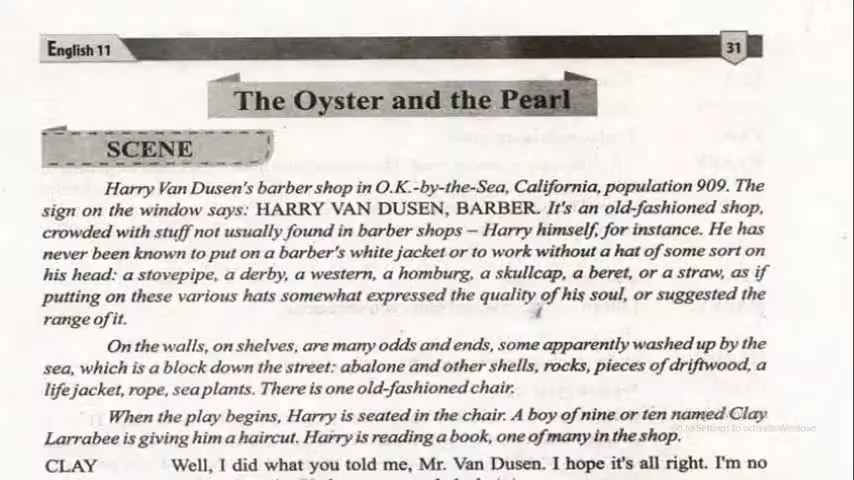 English 11
31
The Oyster and the Pearl
SCENE
Harry Van Dusen's barber shop in O.K.-by-the-Sea, California, population 909. The
sign on the window says: HARRY VAN DUSEN, BARBER. It's an old-fashioned shop,
crowded with stuff not usually found in barber shops – Harry himself, for instance. He has
never been known to put on a barber's white jacket or to work without a hat of some sort on
his head: a stovepipe, a derby, a western, a homburg, a skullcap, a beret, or a straw, as if
putting on these various hats somewhat expressed the quality of his soul, or suggested the
range of it.
On the walls, on shelves, are many odds and ends, some apparently washed up by the
sea, which is a block down the street: abalone and other shells, rocks, pieces of driftwood, a
life jacket, rope, sea plants. There is one old-fashioned chair.
When the play begins, Harry is seated in the chair. A boy of nine or ten named Clay
Larrabee is giving him a haircut. Harry is reading a book, one of many in the shop.
Go to Settings to activate Windows
CLAY Well, I did what you told me, Mr. Van Dusen. I hope it's all right. I'm no